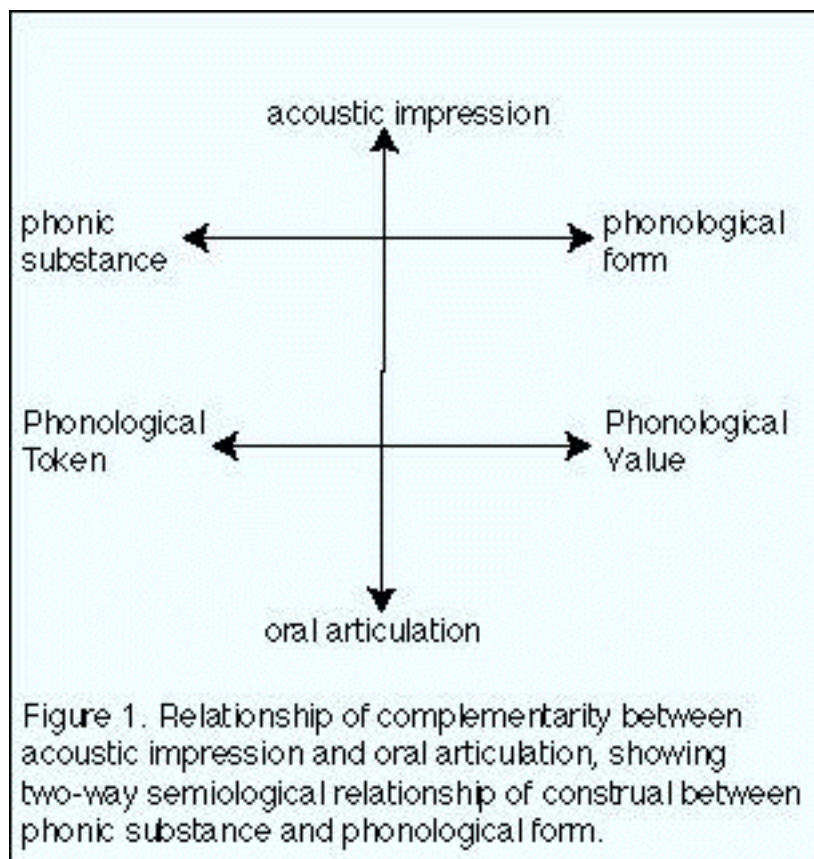 acoustic impression
phonic
substance
phonological
form
Phonological
Token
Phonological
Value
oral articulation
Figure 1. Relationship of complementarity between
acoustic impression and oral articulation, showing
two-way semiological relationship of construal between
phonic substance and phonological form.